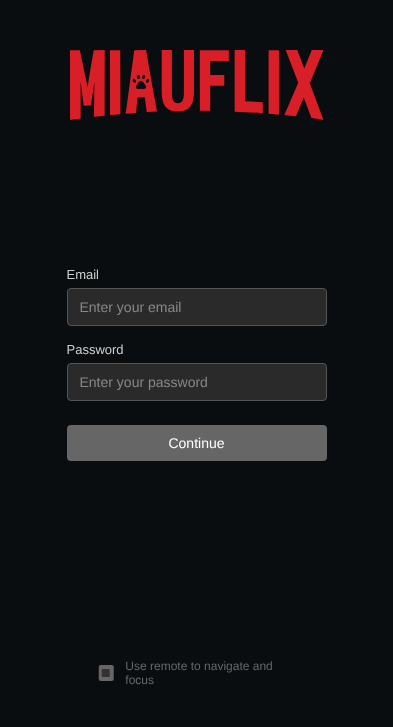 MIAUFLIX
Email
Enter your email
Password
Enter your password
Continue
Use remote to navigate and
focus